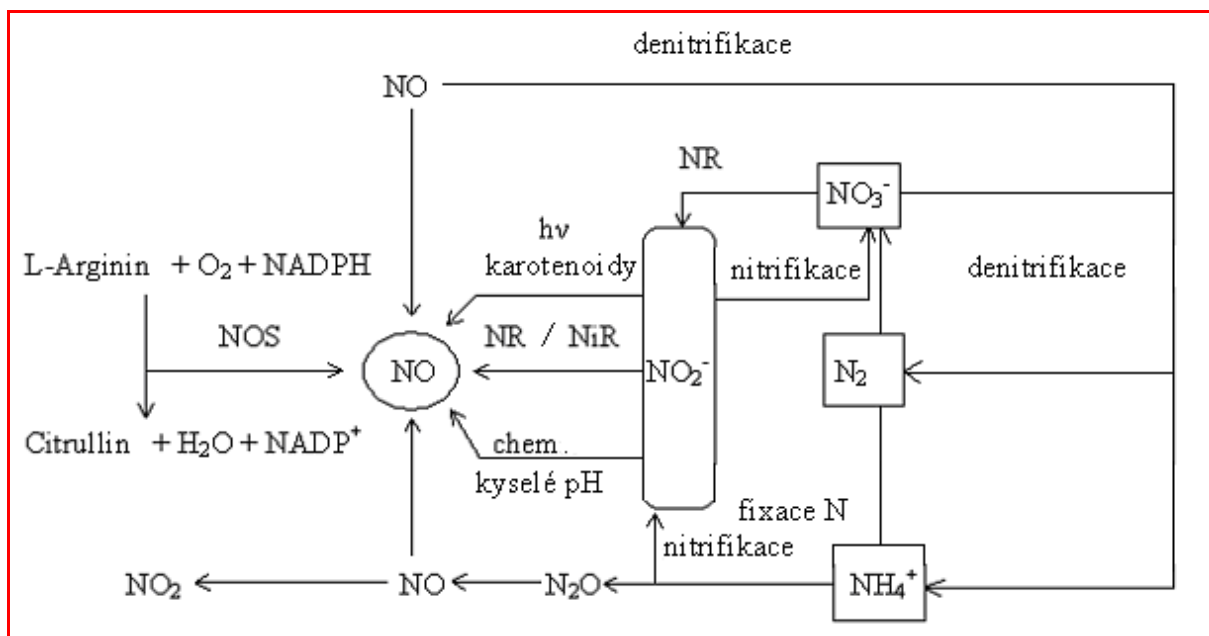 denitrifikace
NO
NR
NO₃⁻
hν
karotenoidy
L-Arginin + O₂ + NADPH
nitrifikace
denitrifikace
NOS
NR / NiR
NO
NO₂⁻
N₂
Citrullin + H₂O + NADP⁺
chem.
kyselé pH
fixace N
nitrifikace
NO₂
NO
N₂O
NH₄⁺